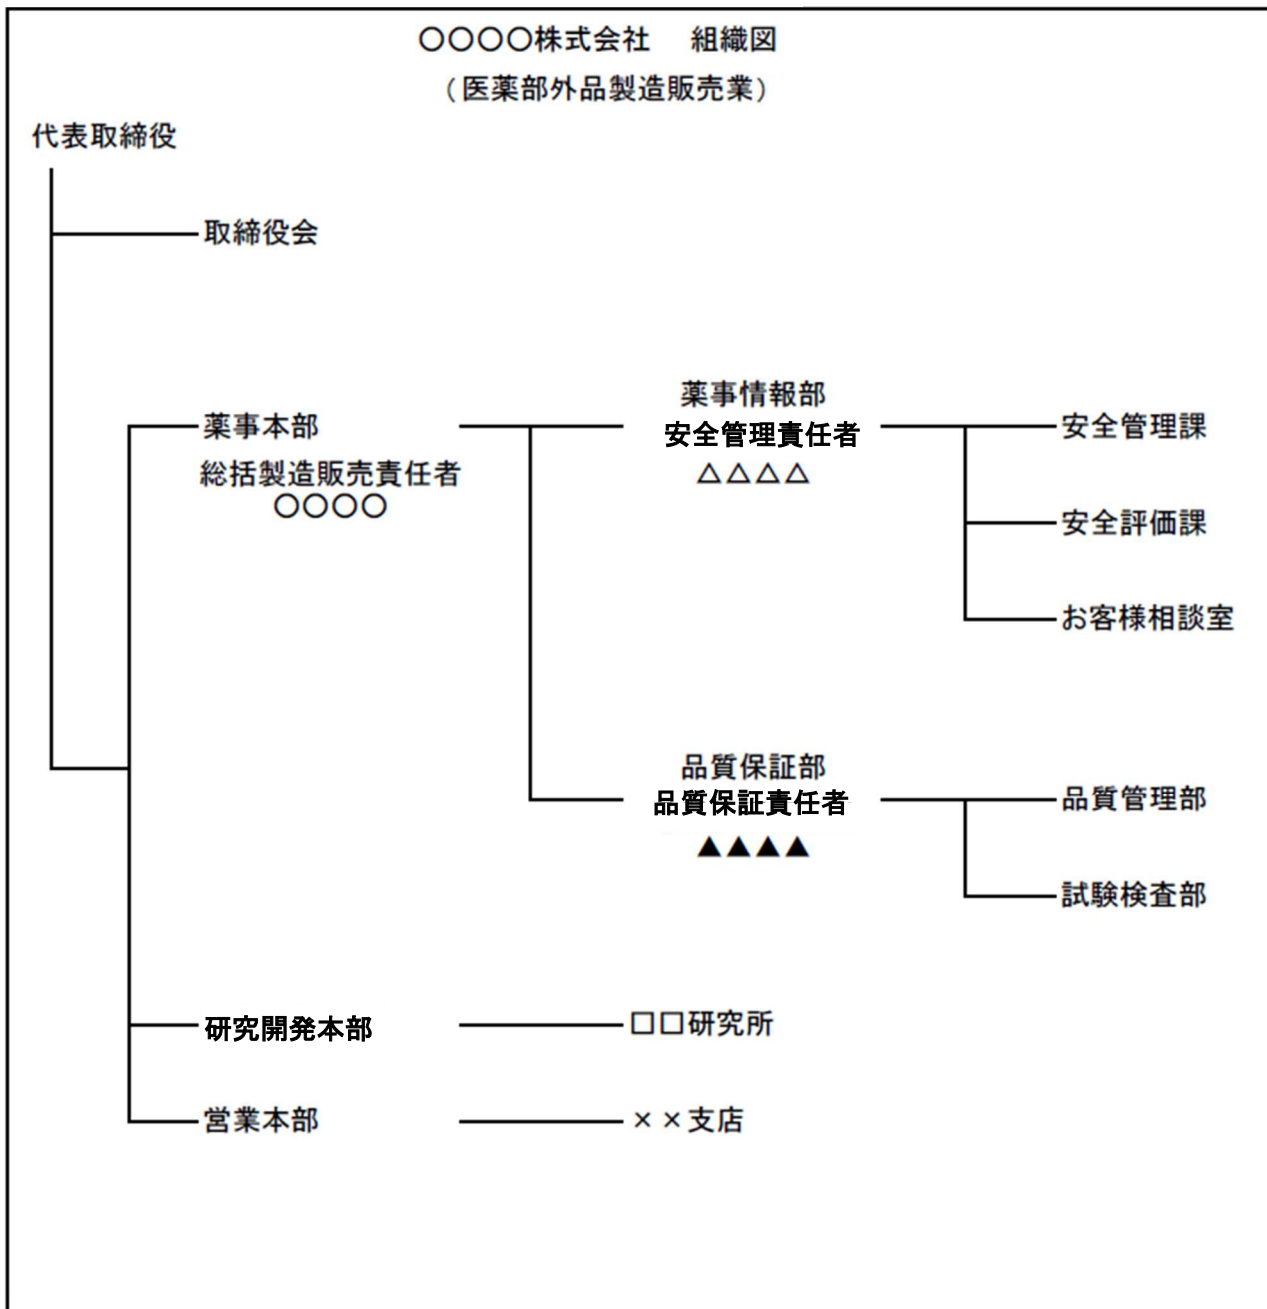 〇〇〇〇株式会社　組織図
（医薬部外品製造販売業）
代表取締役
取締役会
薬事本部
総括製造販売責任者
〇〇〇〇
薬事情報部
安全管理責任者
△△△△
安全管理課
安全評価課
お客様相談室
品質保証部
品質保証責任者
▲▲▲▲
品質管理部
試験検査部
研究開発本部
□□研究所
営業本部
××支店